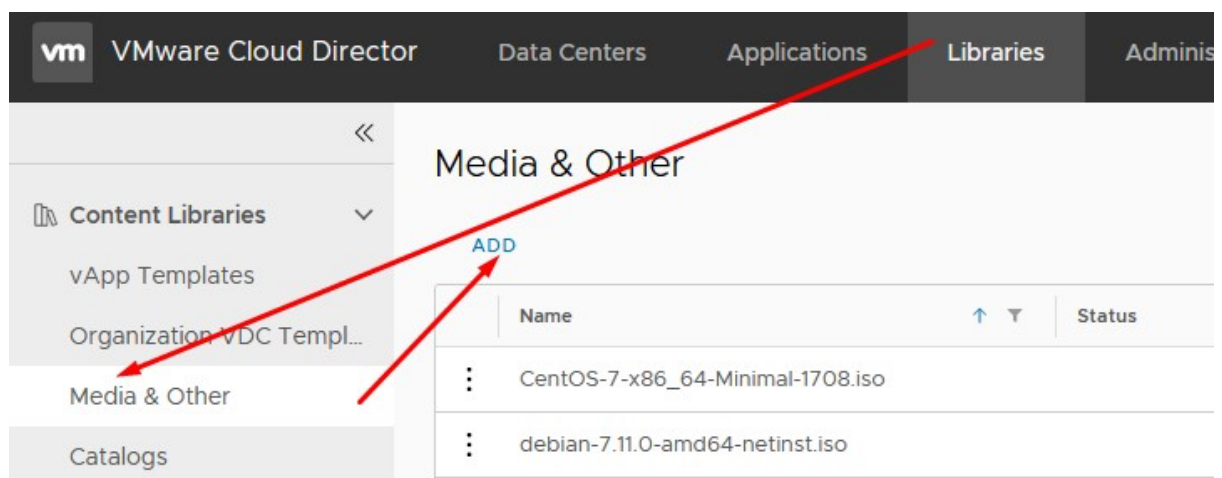 vm VMware Cloud Director Data Centers Applications Libraries Adminis
Media & Other
Content Libraries
ADD
vApp Templates
Name Status
Organization VDC Templ...
CentOS-7-x86_64-Minimal-1708.iso
Media & Other
debian-7.11.0-amd64-netinst.iso
Catalogs